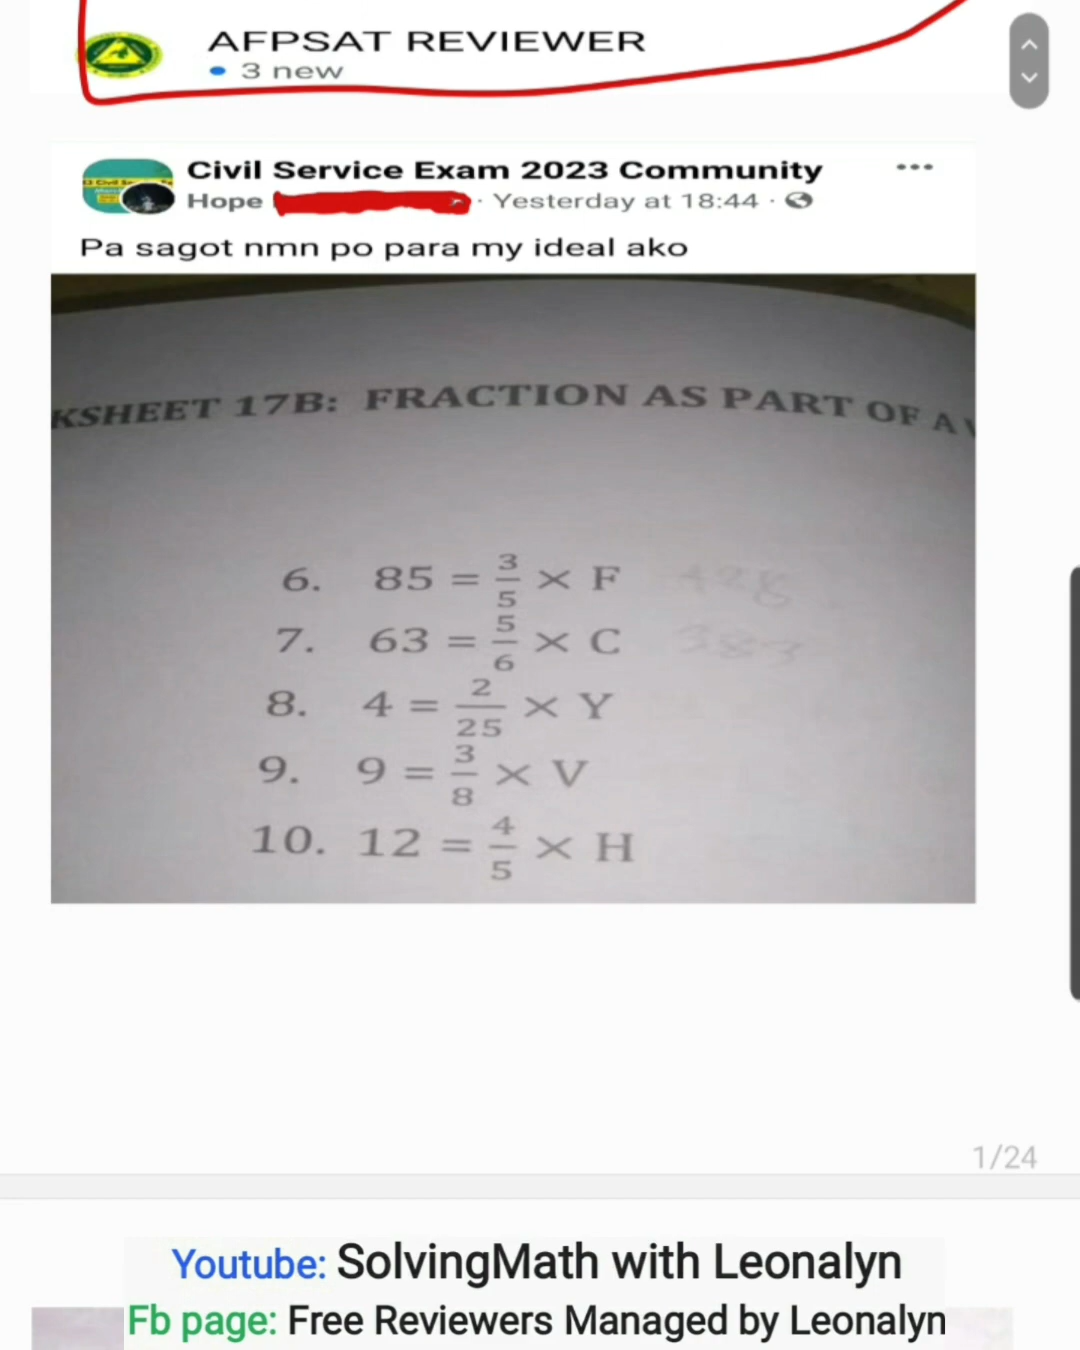 AFPSAT REVIEWER
• 3 new
Civil Service Exam 2023 Community
Hope · Yesterday at 18:44 ·
Pa sagot nmn po para my ideal ako
KSHEET 17B: FRACTION AS PART OF A
6. 85 = 3/5 × F
7. 63 = 5/6 × C
8. 4 = 2/25 × Y
9. 9 = 3/8 × V
10. 12 = 4/5 × H
1/24
Youtube: SolvingMath with Leonalyn
Fb page: Free Reviewers Managed by Leonalyn